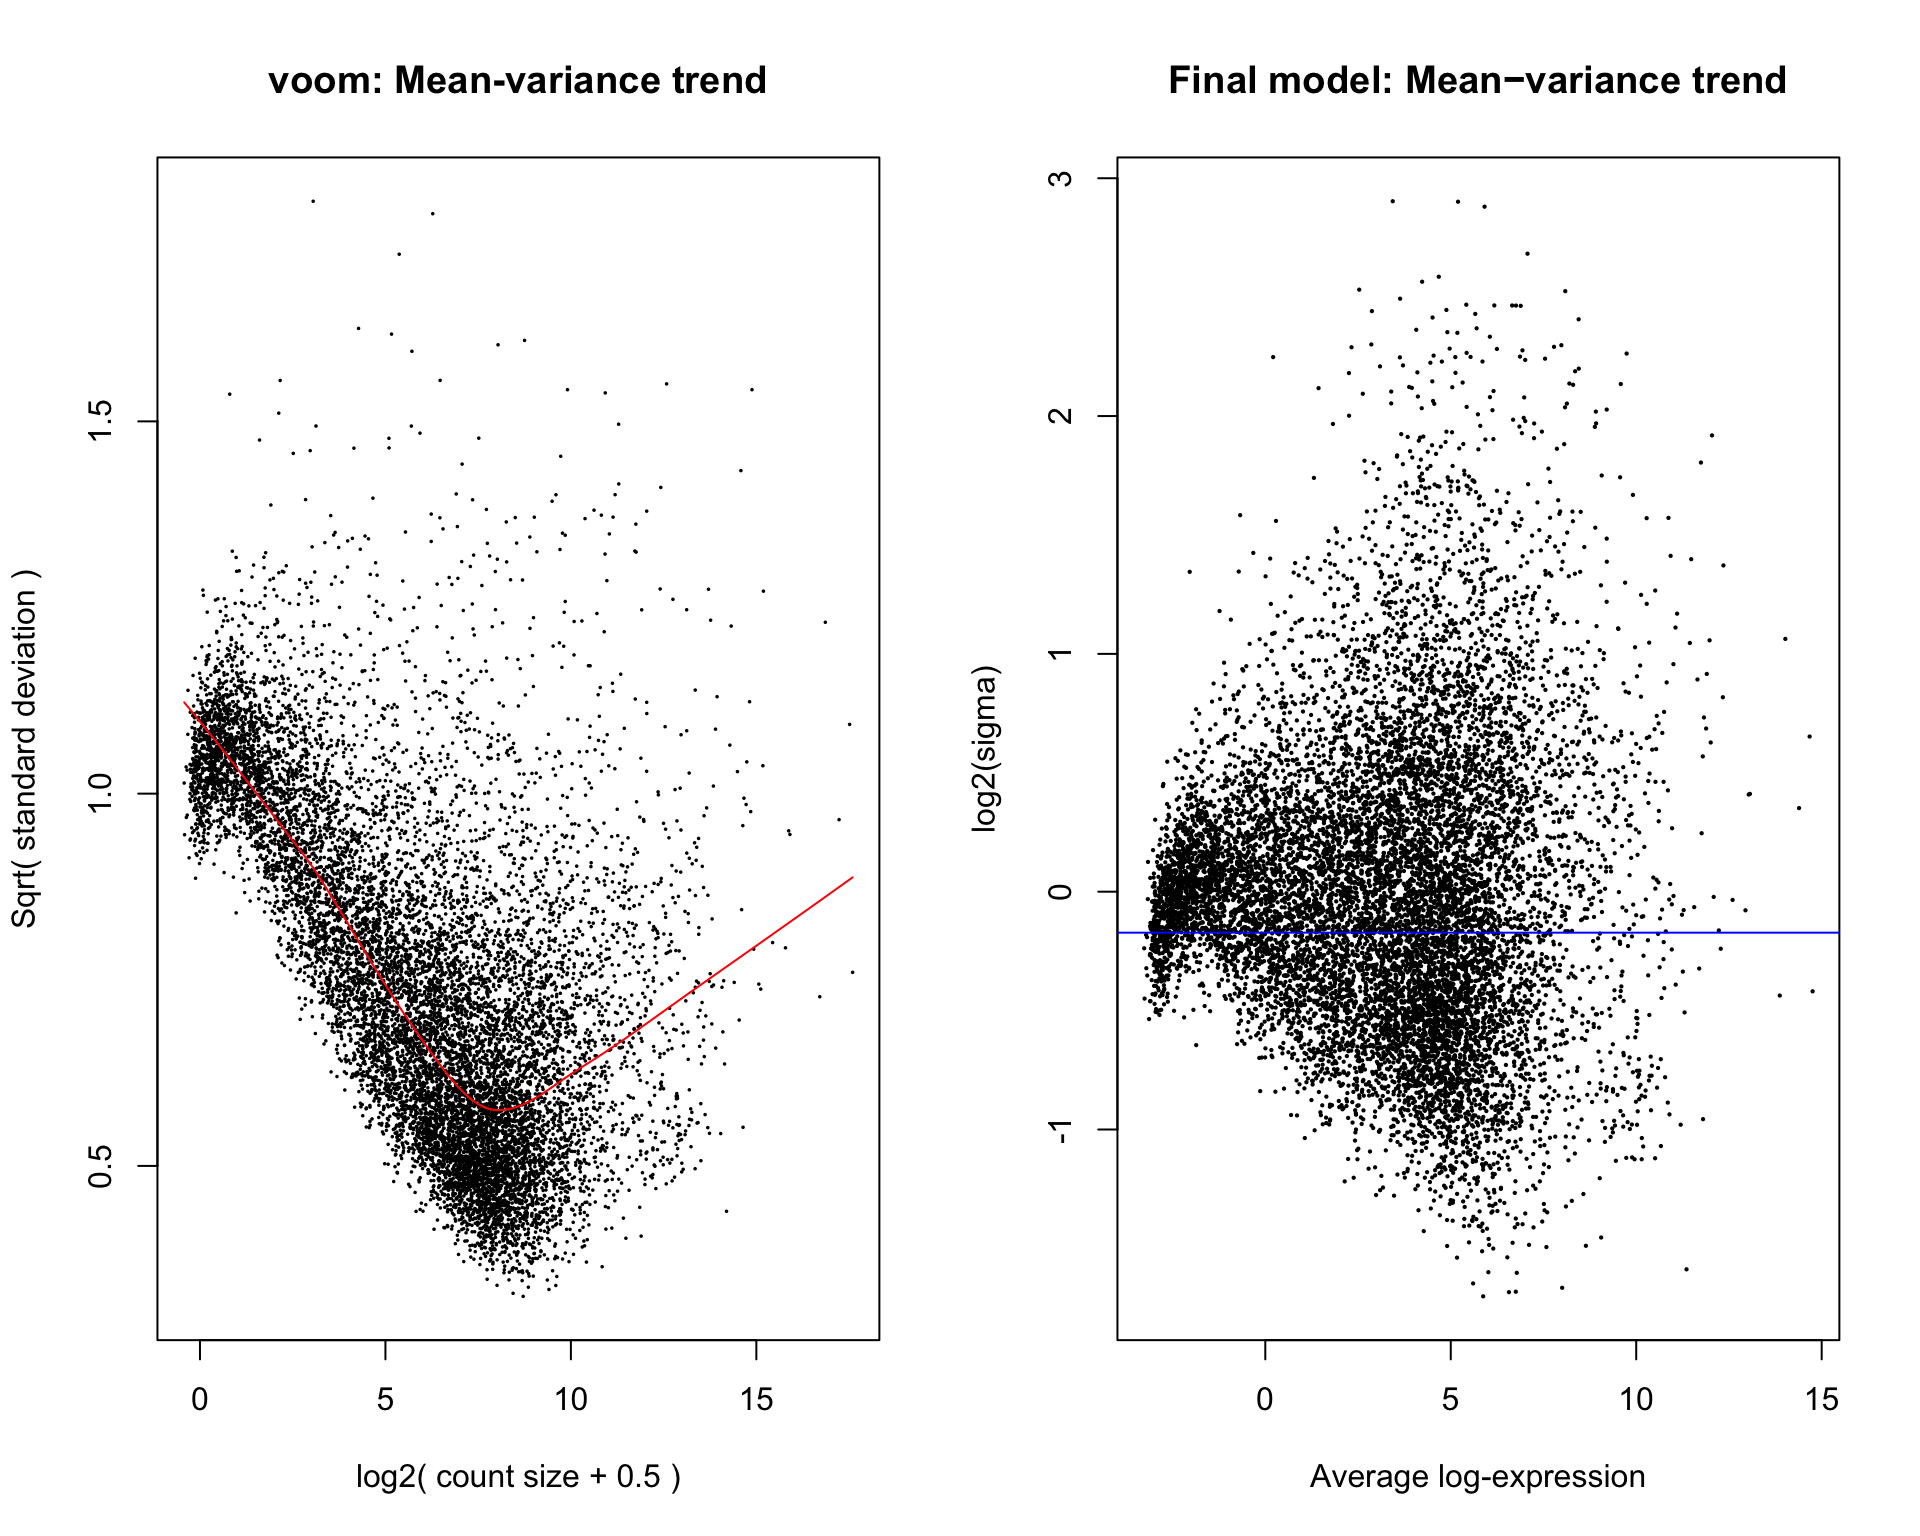 voom: Mean-variance trend
Sqrt( standard deviation )
1.5
1.0
0.5
0 5 10 15
log2( count size + 0.5 )
Final model: Mean−variance trend
log2(sigma)
3
2
1
0
-1
0 5 10 15
Average log-expression